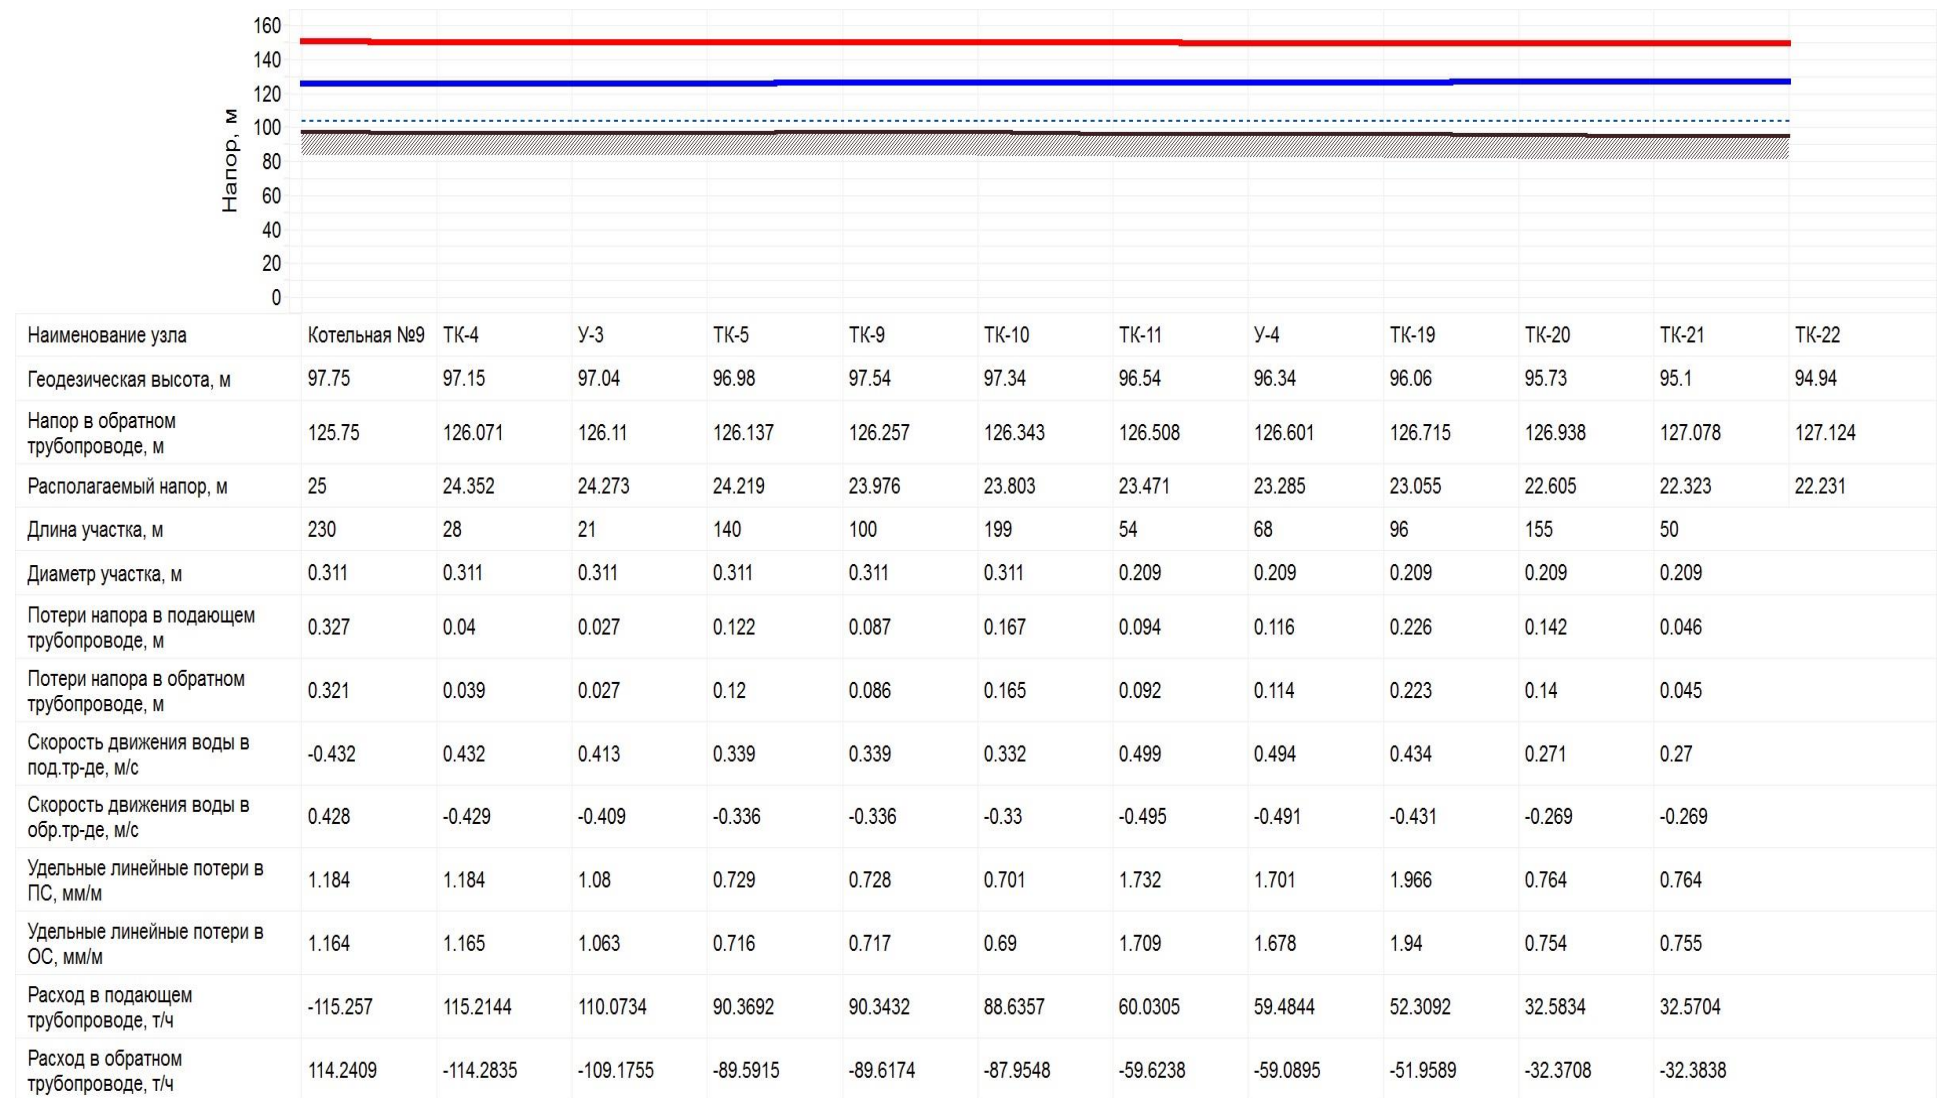 160
140
120
100
80
60
40
20
0
Напор, м
Наименование узла Котельная №9 ТК-4 У-3 ТК-5 ТК-9 ТК-10 ТК-11 У-4 ТК-19 ТК-20 ТК-21 ТК-22
Геодезическая высота, м 97.75 97.15 97.04 96.98 97.54 97.34 96.54 96.34 96.06 95.73 95.1 94.94
Напор в обратном
трубопроводе, м 125.75 126.071 126.11 126.137 126.257 126.343 126.508 126.601 126.715 126.938 127.078 127.124
Располагаемый напор, м 25 24.352 24.273 24.219 23.976 23.803 23.471 23.285 23.055 22.605 22.323 22.231
Длина участка, м 230 28 21 140 100 199 54 68 96 155 50
Диаметр участка, м 0.311 0.311 0.311 0.311 0.311 0.311 0.209 0.209 0.209 0.209 0.209
Потери напора в подающем
трубопроводе, м 0.327 0.04 0.027 0.122 0.087 0.167 0.094 0.116 0.226 0.142 0.046
Потери напора в обратном
трубопроводе, м 0.321 0.039 0.027 0.12 0.086 0.165 0.092 0.114 0.223 0.14 0.045
Скорость движения воды в
под.тр-де, м/с -0.432 0.432 0.413 0.339 0.339 0.332 0.499 0.494 0.434 0.271 0.27
Скорость движения воды в
обр.тр-де, м/с 0.428 -0.429 -0.409 -0.336 -0.336 -0.33 -0.495 -0.491 -0.431 -0.269 -0.269
Удельные линейные потери в
ПС, мм/м 1.184 1.184 1.08 0.729 0.728 0.701 1.732 1.701 1.966 0.764 0.764
Удельные линейные потери в
ОС, мм/м 1.164 1.165 1.063 0.716 0.717 0.69 1.709 1.678 1.94 0.754 0.755
Расход в подающем
трубопроводе, т/ч -115.257 115.2144 110.0734 90.3692 90.3432 88.6357 60.0305 59.4844 52.3092 32.5834 32.5704
Расход в обратном
трубопроводе, т/ч 114.2409 -114.2835 -109.1755 -89.5915 -89.6174 -87.9548 -59.6238 -59.0895 -51.9589 -32.3708 -32.3838